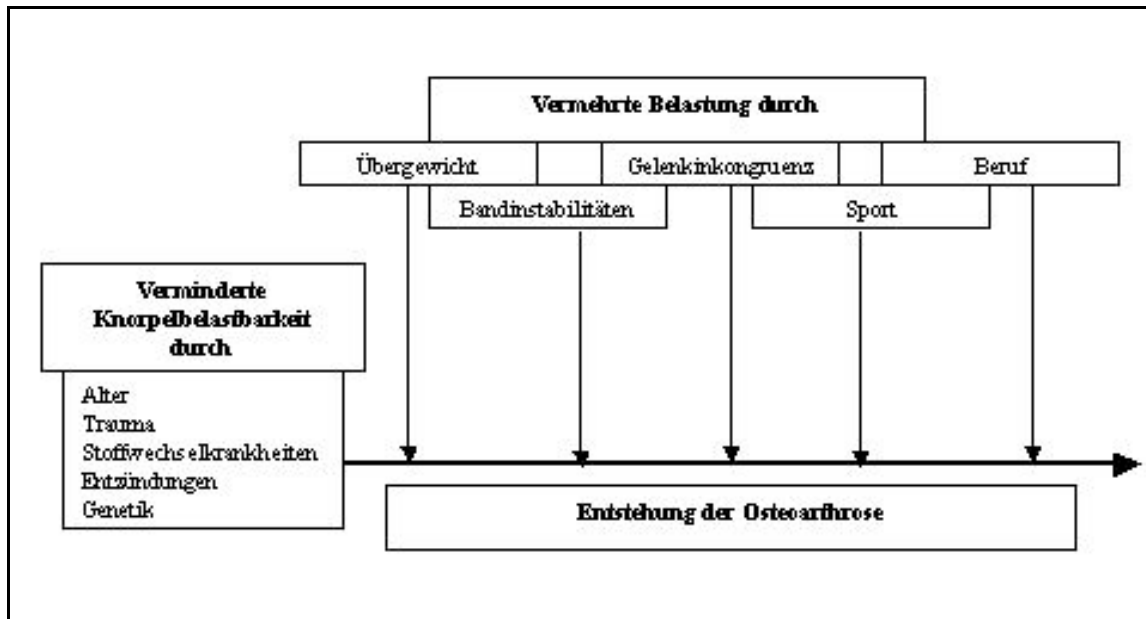 Vermehrte Belastung durch
Übergewicht
Gelenkinkongruenz
Beruf
Bandinstabilitäten
Sport
Verminderte
Knorpelbelastbarkeit
durch
Alter
Trauma
Stoffwechselkrankheiten
Entzündungen
Genetik
Entstehung der Osteoarthrose